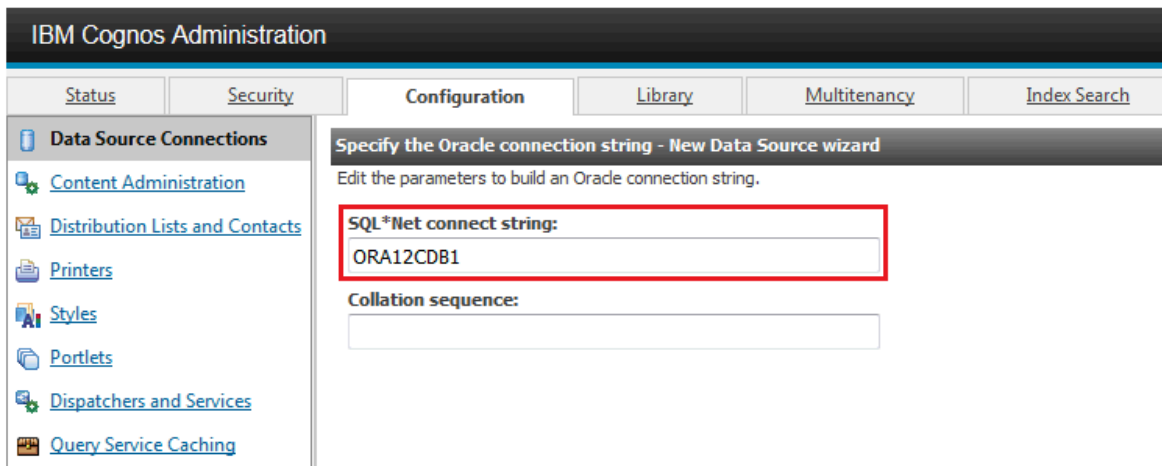 IBM Cognos Administration
Status Security Configuration Library Multitenancy Index Search
Data Source Connections
Content Administration
Distribution Lists and Contacts
Printers
Styles
Portlets
Dispatchers and Services
Query Service Caching
Specify the Oracle connection string - New Data Source wizard
Edit the parameters to build an Oracle connection string.
SQL*Net connect string:
ORA12CDB1
Collation sequence: